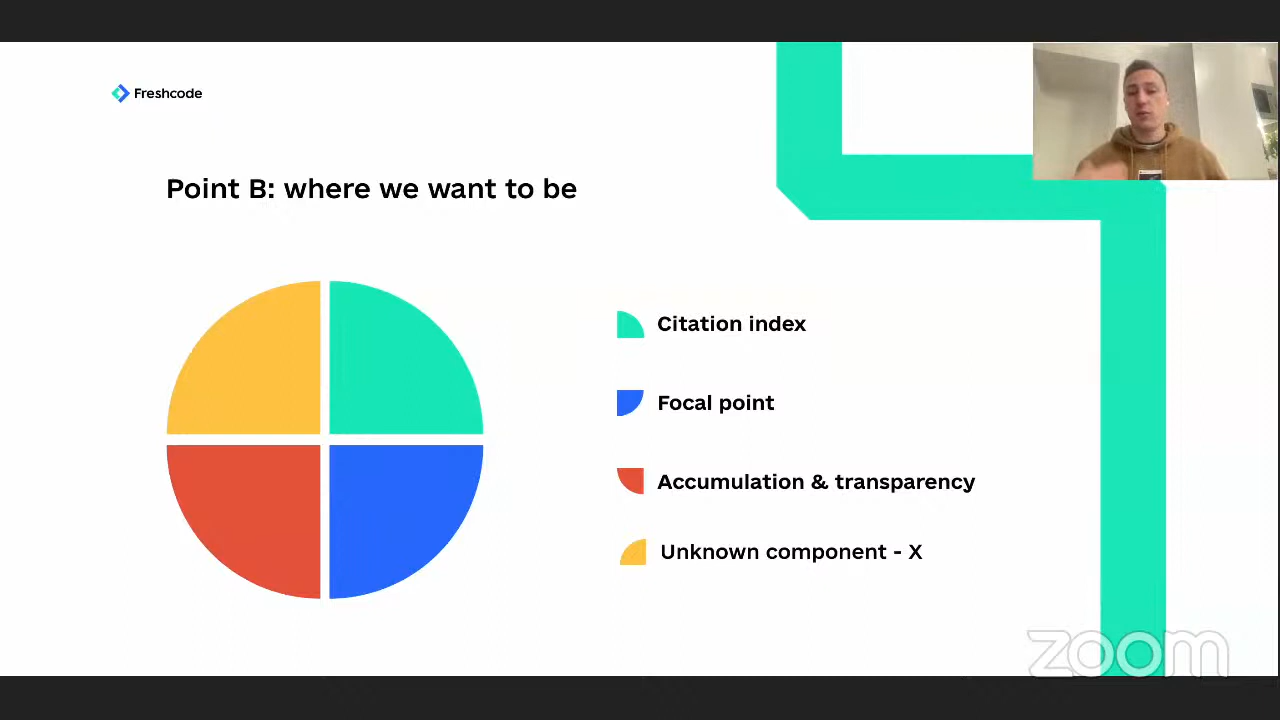 Freshcode
Point B: where we want to be
Citation index
Focal point
Accumulation & transparency
Unknown component - X
zoom